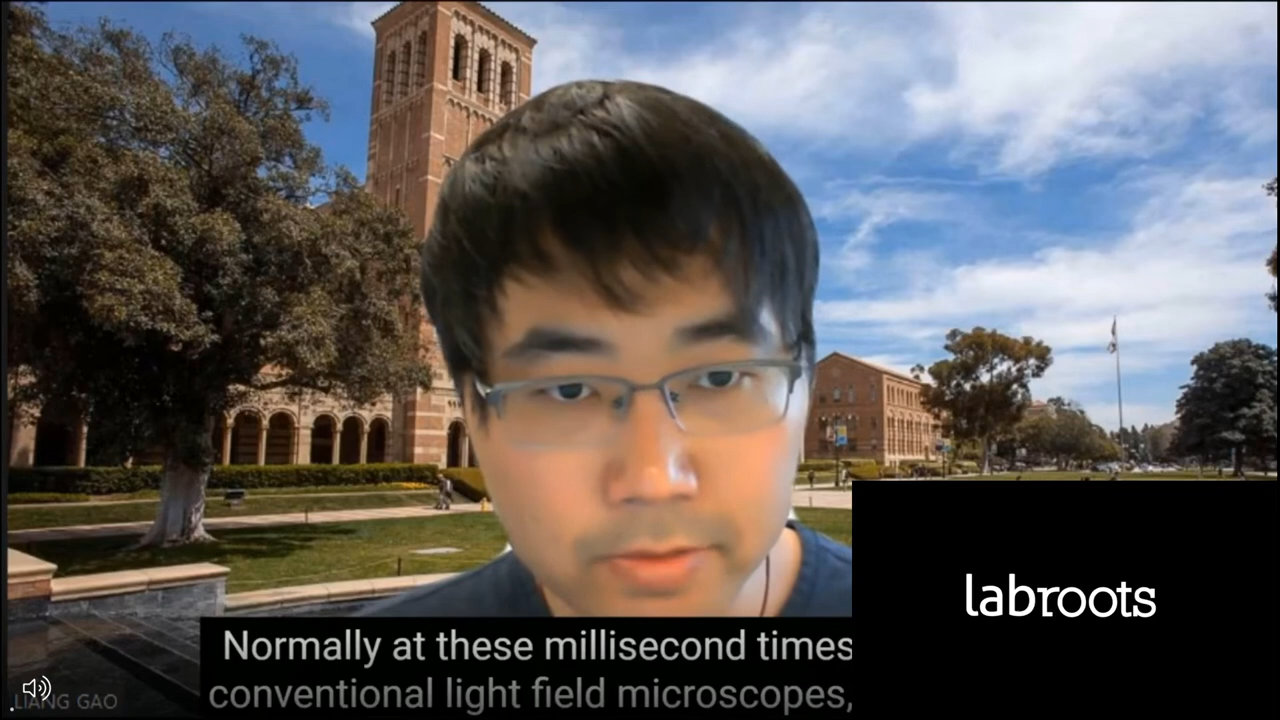 Normally at these millisecond times
conventional light field microscopes,
labroots
LIANG GAO